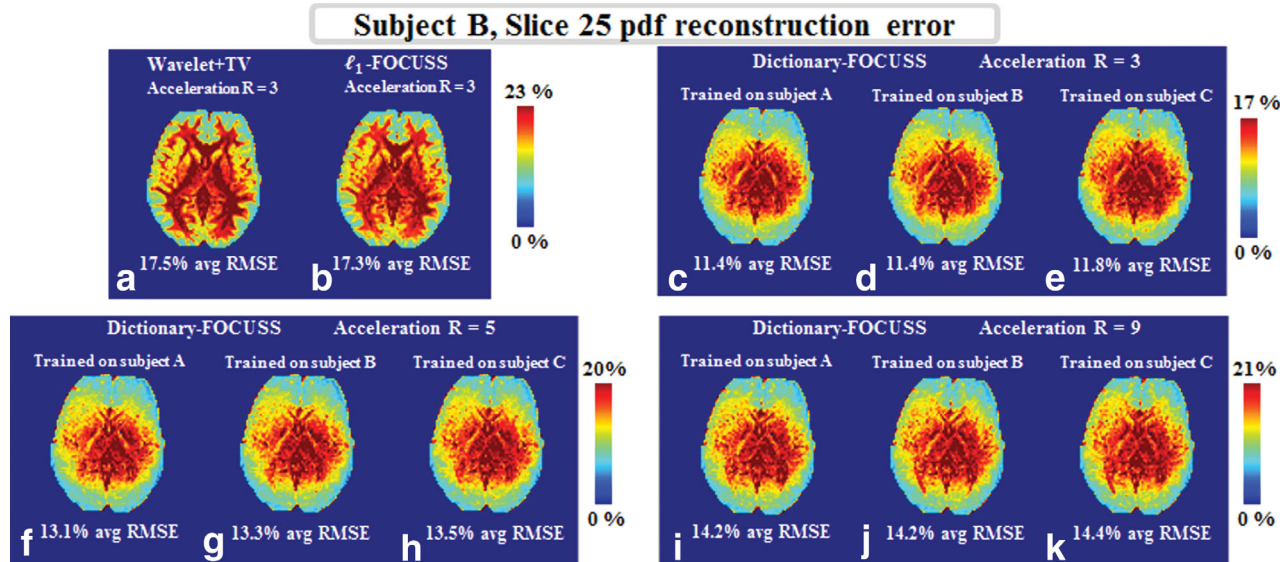 Subject B, Slice 25 pdf reconstruction error
Wavelet+TV
Acceleration R = 3
ℓ1-FOCUSS
Acceleration R = 3
23 %
0 %
a
17.5% avg RMSE
b
17.3% avg RMSE
Dictionary-FOCUSS Acceleration R = 3
Trained on subject A
Trained on subject B
Trained on subject C
17 %
0 %
c
11.4% avg RMSE
d
11.4% avg RMSE
e
11.8% avg RMSE
Dictionary-FOCUSS Acceleration R = 5
Trained on subject A
Trained on subject B
Trained on subject C
20%
0 %
f
13.1% avg RMSE
g
13.3% avg RMSE
h
13.5% avg RMSE
Dictionary-FOCUSS Acceleration R = 9
Trained on subject A
Trained on subject B
Trained on subject C
21%
0 %
i
14.2% avg RMSE
j
14.2% avg RMSE
k
14.4% avg RMSE